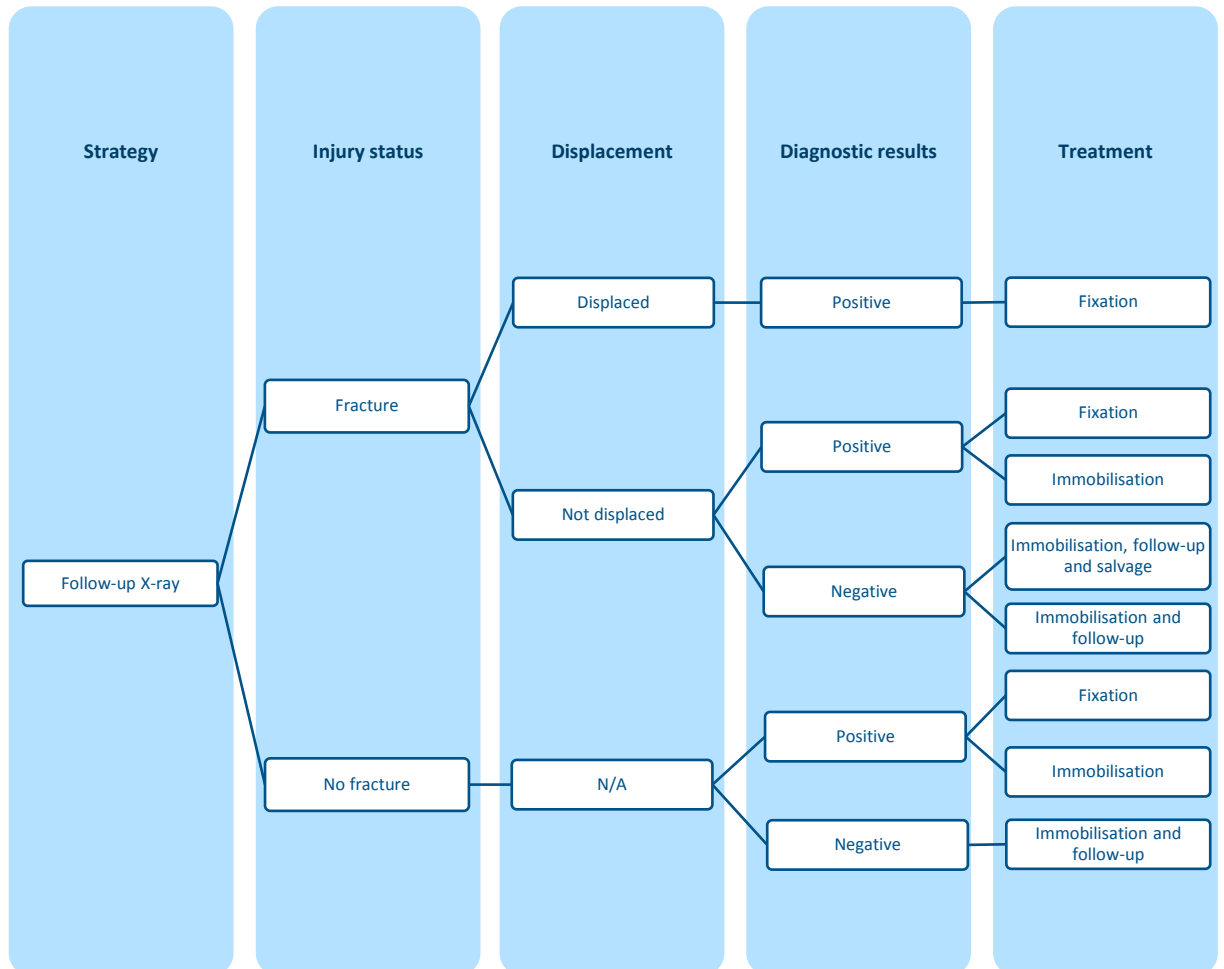 Strategy
Injury status
Displacement
Diagnostic results
Treatment
Displaced
Positive
Fixation
Fracture
Fixation
Positive
Immobilisation
Not displaced
Immobilisation, follow-up
and salvage
Follow-up X-ray
Negative
Immobilisation and
follow-up
Fixation
Positive
No fracture
N/A
Immobilisation
Negative
Immobilisation and
follow-up